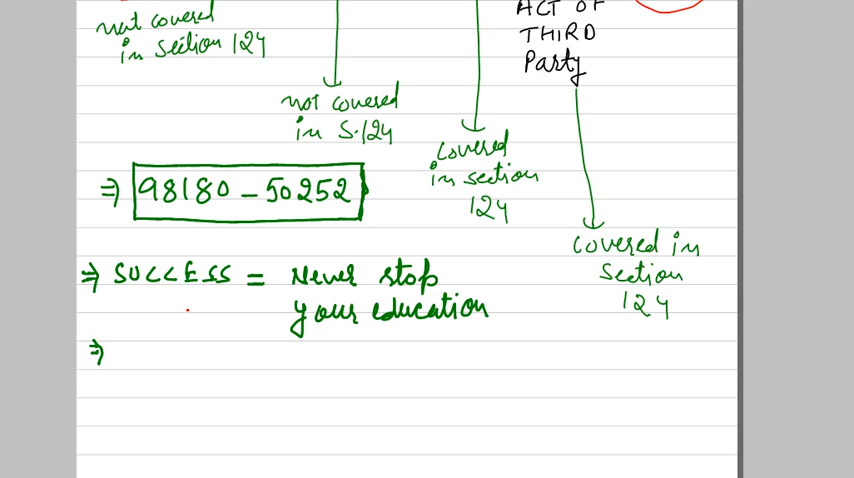 ACT OF
THIRD
Party
not covered
in section 124
not covered
in S.124
covered
in section
124
covered in
Section
124
⇒ 98180-50252
⇒ SUCCESS = Never stop
your education
⇒